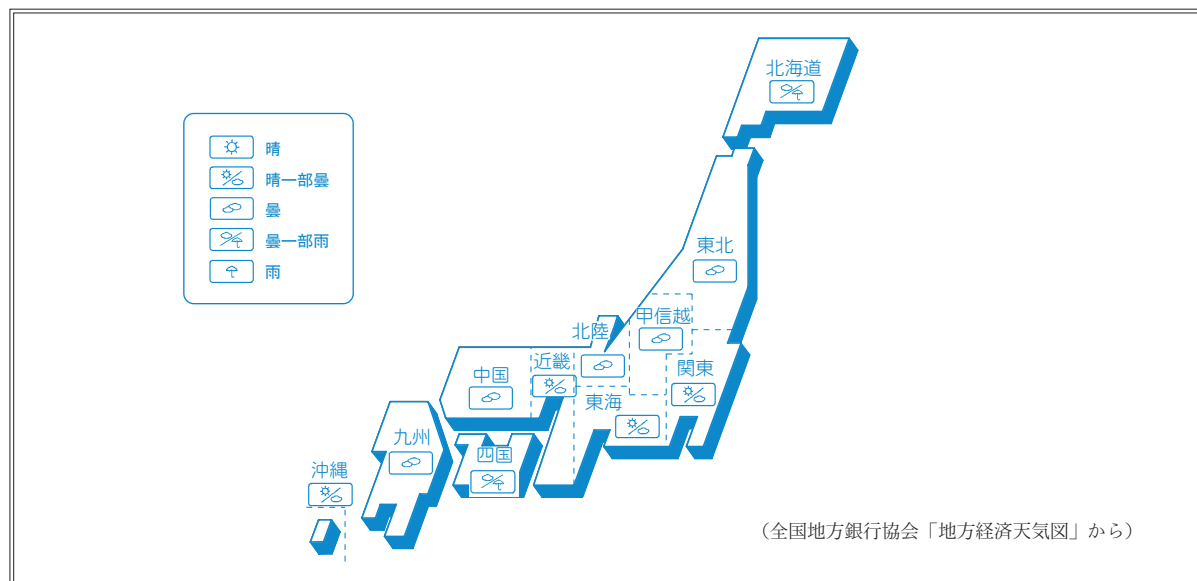 晴
晴一部曇
曇
曇一部雨
雨
北海道
東北
甲信越
北陸
近畿
関東
中国
東海
九州
四国
沖縄
（全国地方銀行協会「地方経済天気図」から）